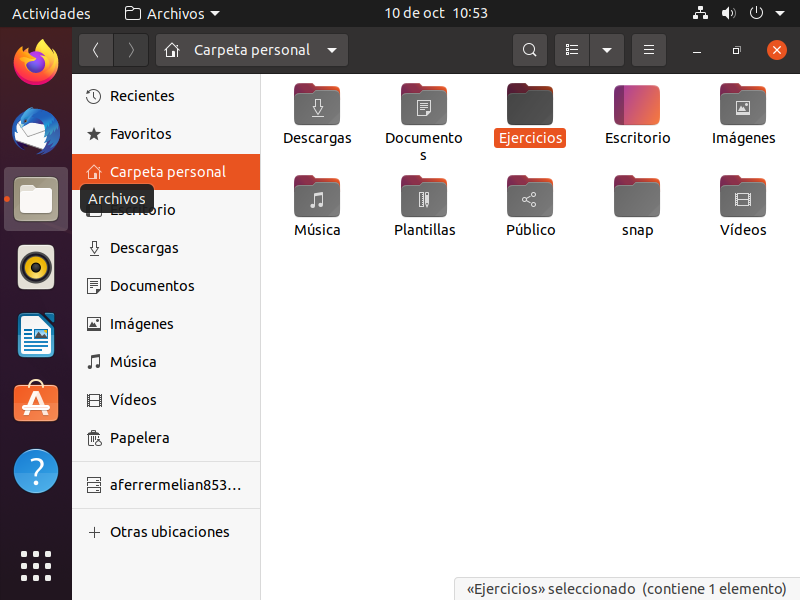 Actividades
Archivos
10 de oct 10:53
Carpeta personal
Recientes
Favoritos
Carpeta personal
Archivos
Escritorio
Descargas
Documentos
Imágenes
Música
Vídeos
Papelera
aferrermelian853…
Otras ubicaciones
Descargas
Documento
s
Ejercicios
Escritorio
Imágenes
Música
Plantillas
Público
snap
Vídeos
«Ejercicios» seleccionado (contiene 1 elemento)